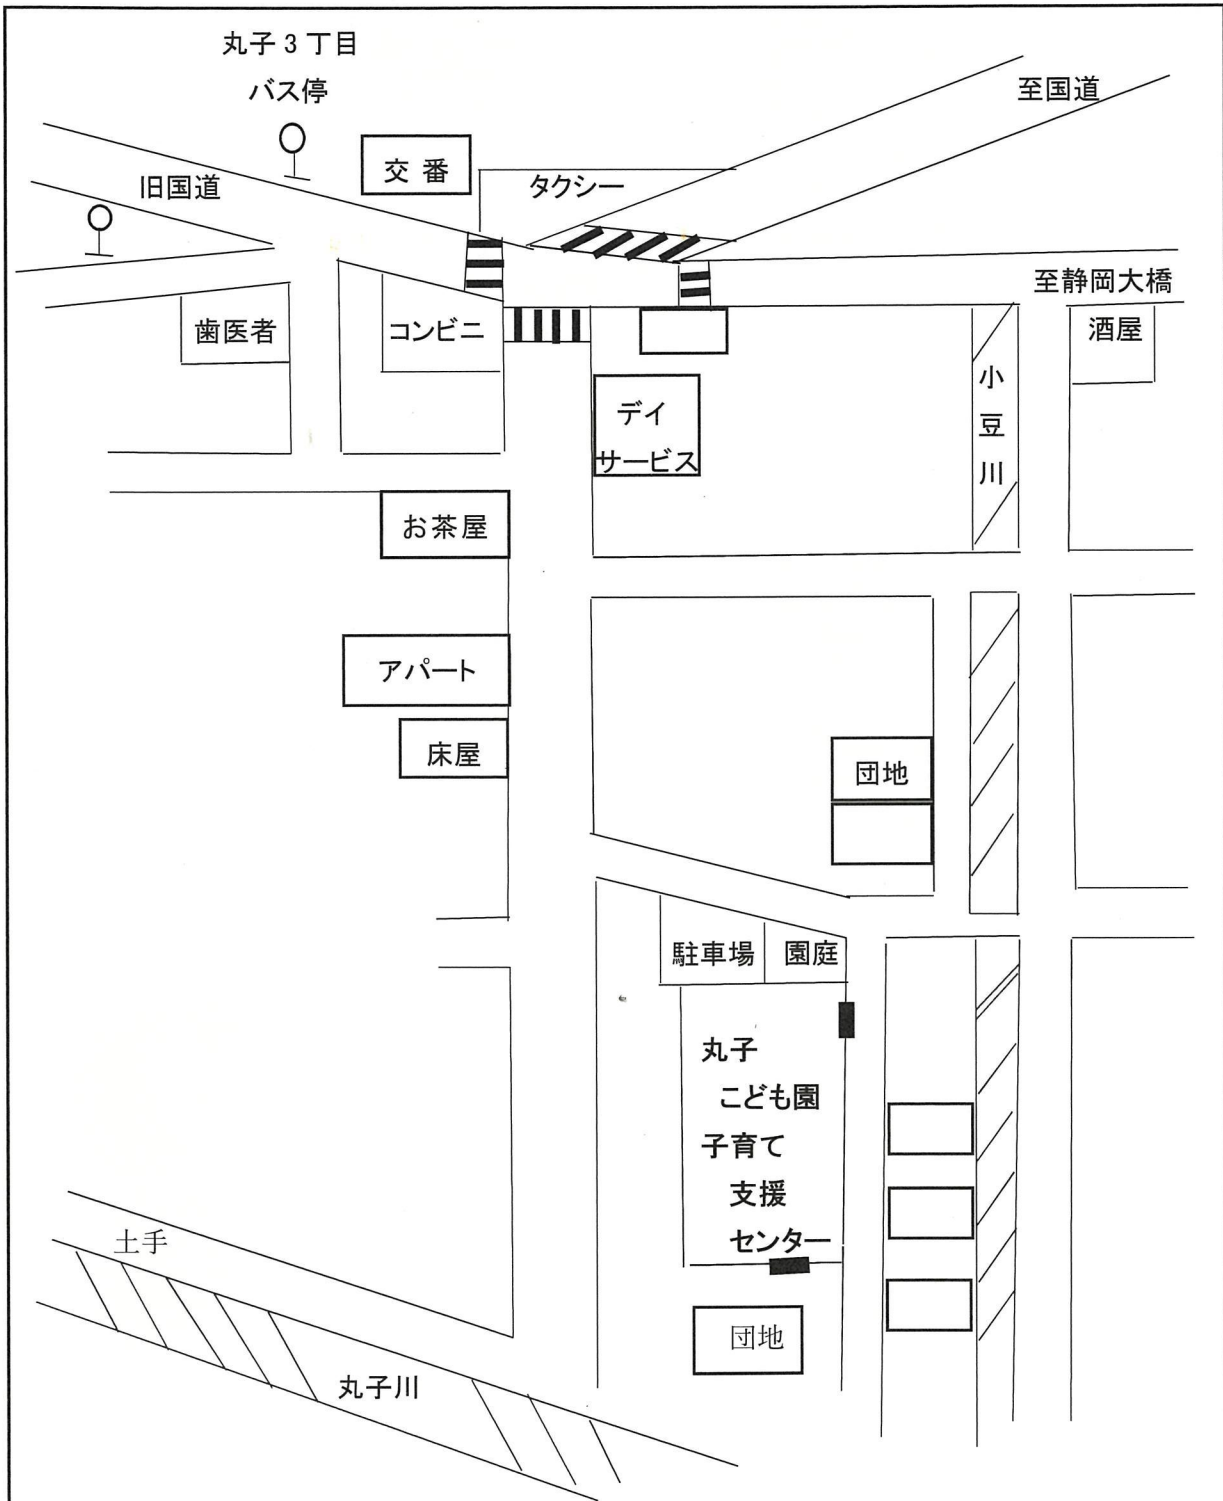 丸子3丁目
バス停
至国道
交番
タクシー
旧国道
至静岡大橋
歯医者
コンビニ
酒屋
小豆川
デイ
サービス
お茶屋
アパート
床屋
団地
駐車場
園庭
丸子
こども園
子育て
支援
センター
土手
団地
丸子川